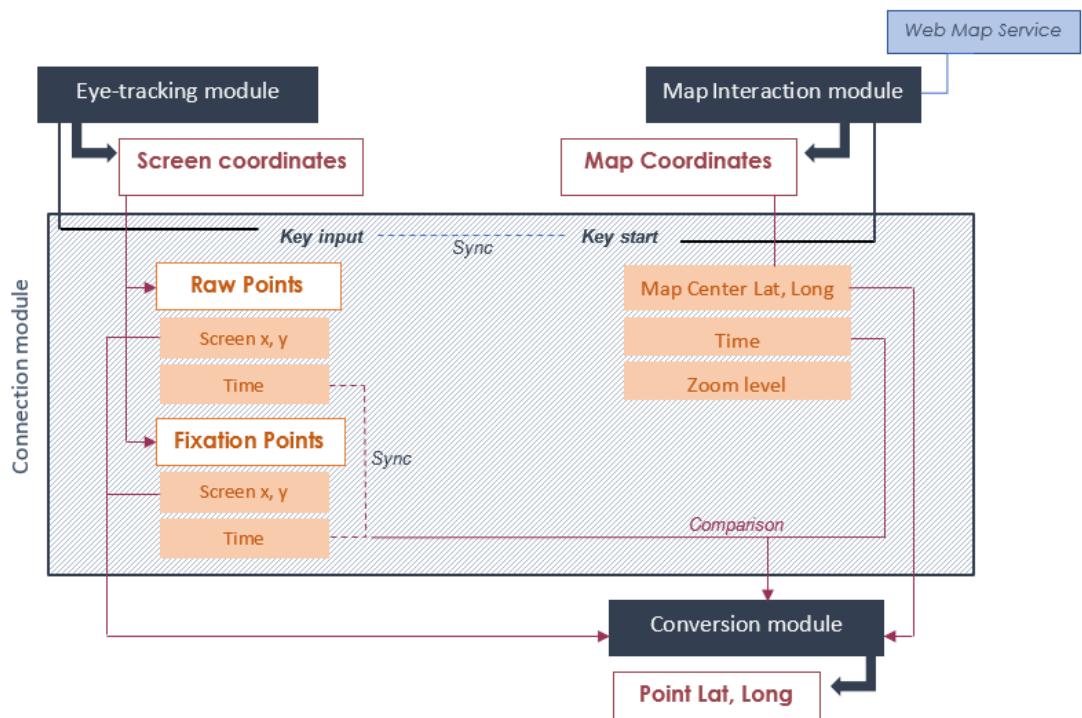 Web Map Service
Eye-tracking module
Map Interaction module
Screen coordinates
Map Coordinates
Key input
Sync
Key start
Raw Points
Map Center Lat, Long
Screen x, y
Time
Time
Zoom level
Connection module
Fixation Points
Sync
Screen x, y
Time
Comparison
Conversion module
Point Lat, Long